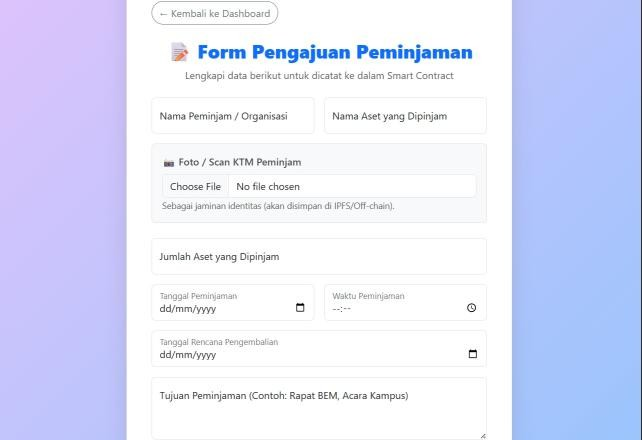 ← Kembali ke Dashboard
📝 Form Pengajuan Peminjaman
Lengkapi data berikut untuk dicatat ke dalam Smart Contract
Nama Peminjam / Organisasi
Nama Aset yang Dipinjam
📷 Foto / Scan KTM Peminjam
Choose File No file chosen
Sebagai jaminan identitas (akan disimpan di IPFS/Off-chain).
Jumlah Aset yang Dipinjam
Tanggal Peminjaman
dd/mm/yyyy
Waktu Peminjaman
--:--
Tanggal Rencana Pengembalian
dd/mm/yyyy
Tujuan Peminjaman (Contoh: Rapat BEM, Acara Kampus)